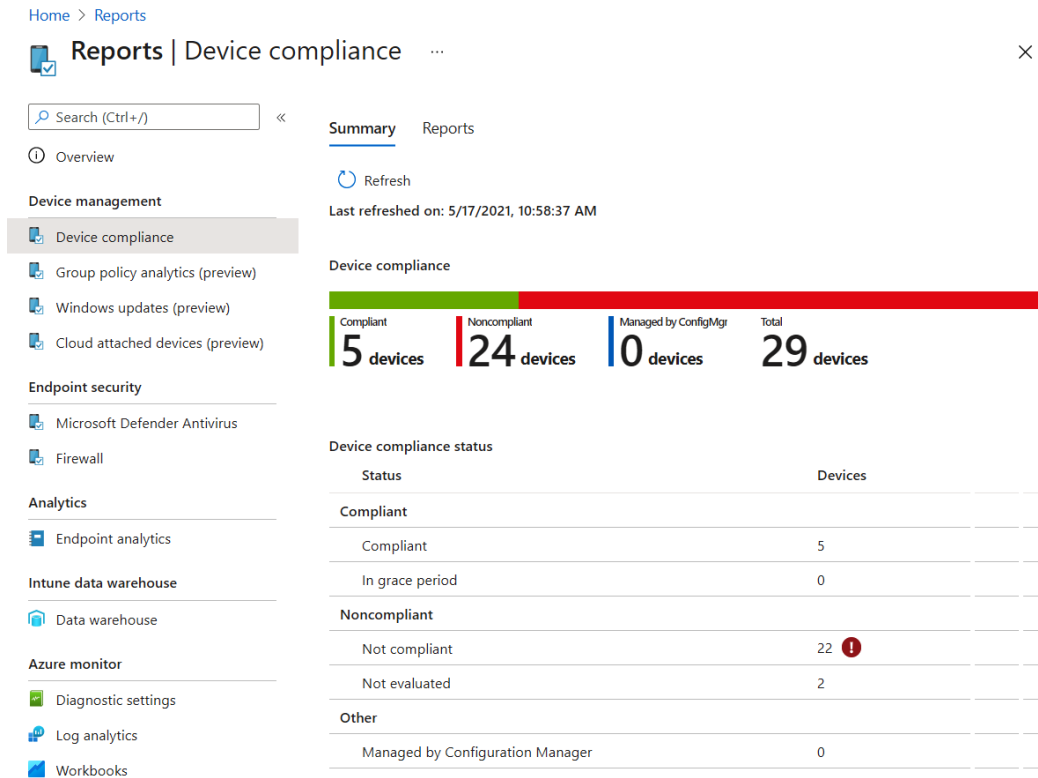 Home > Reports
Reports | Device compliance ...
Search (Ctrl+/) «
Overview
Device management
Device compliance
Group policy analytics (preview)
Windows updates (preview)
Cloud attached devices (preview)
Endpoint security
Microsoft Defender Antivirus
Firewall
Analytics
Endpoint analytics
Intune data warehouse
Data warehouse
Azure monitor
Diagnostic settings
Log analytics
Workbooks
Summary Reports
Refresh
Last refreshed on: 5/17/2021, 10:58:37 AM
Device compliance
Compliant Noncompliant Managed by ConfigMgr Total
5 devices 24 devices 0 devices 29 devices
Device compliance status
Status Devices
Compliant
Compliant 5
In grace period 0
Noncompliant
Not compliant 22
Not evaluated 2
Other
Managed by Configuration Manager 0